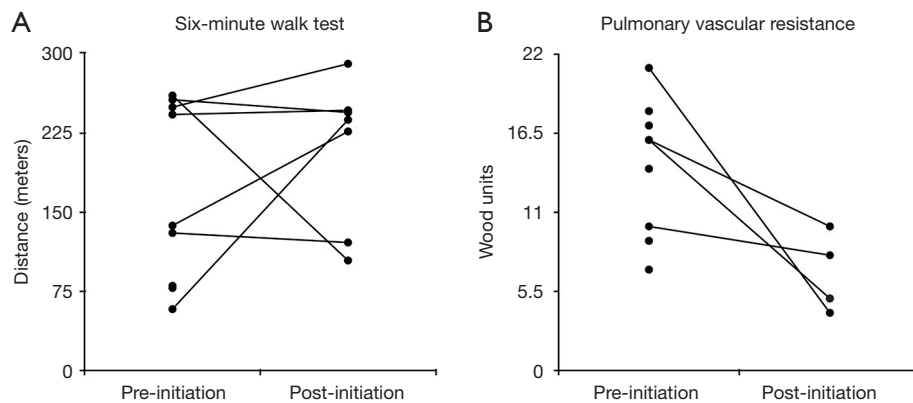 A
Six-minute walk test
300
225
150
75
0
Distance (meters)
Pre-initiation
Post-initiation
B
Pulmonary vascular resistance
22
16.5
11
5.5
0
Wood units
Pre-initiation
Post-initiation